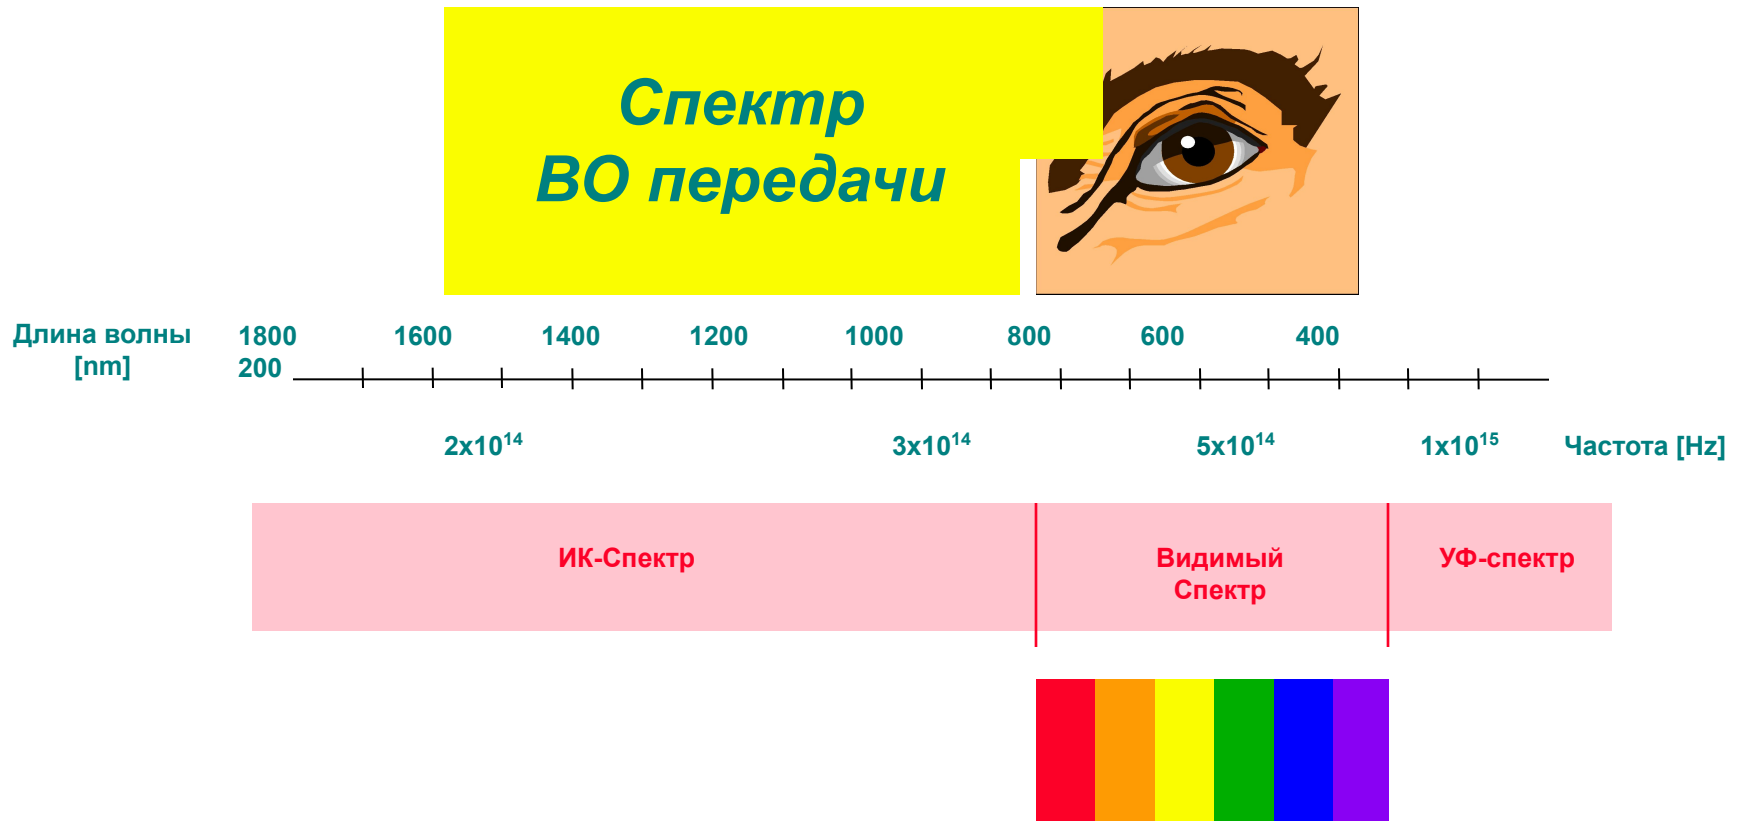 Спектр
ВО передачи
Длина волны
[nm]
1800 1600 1400 1200 1000 800 600 400
200
2x10¹⁴ 3x10¹⁴ 5x10¹⁴ 1x10¹⁵ Частота [Hz]
ИК-Спектр
Видимый
Спектр
УФ-спектр